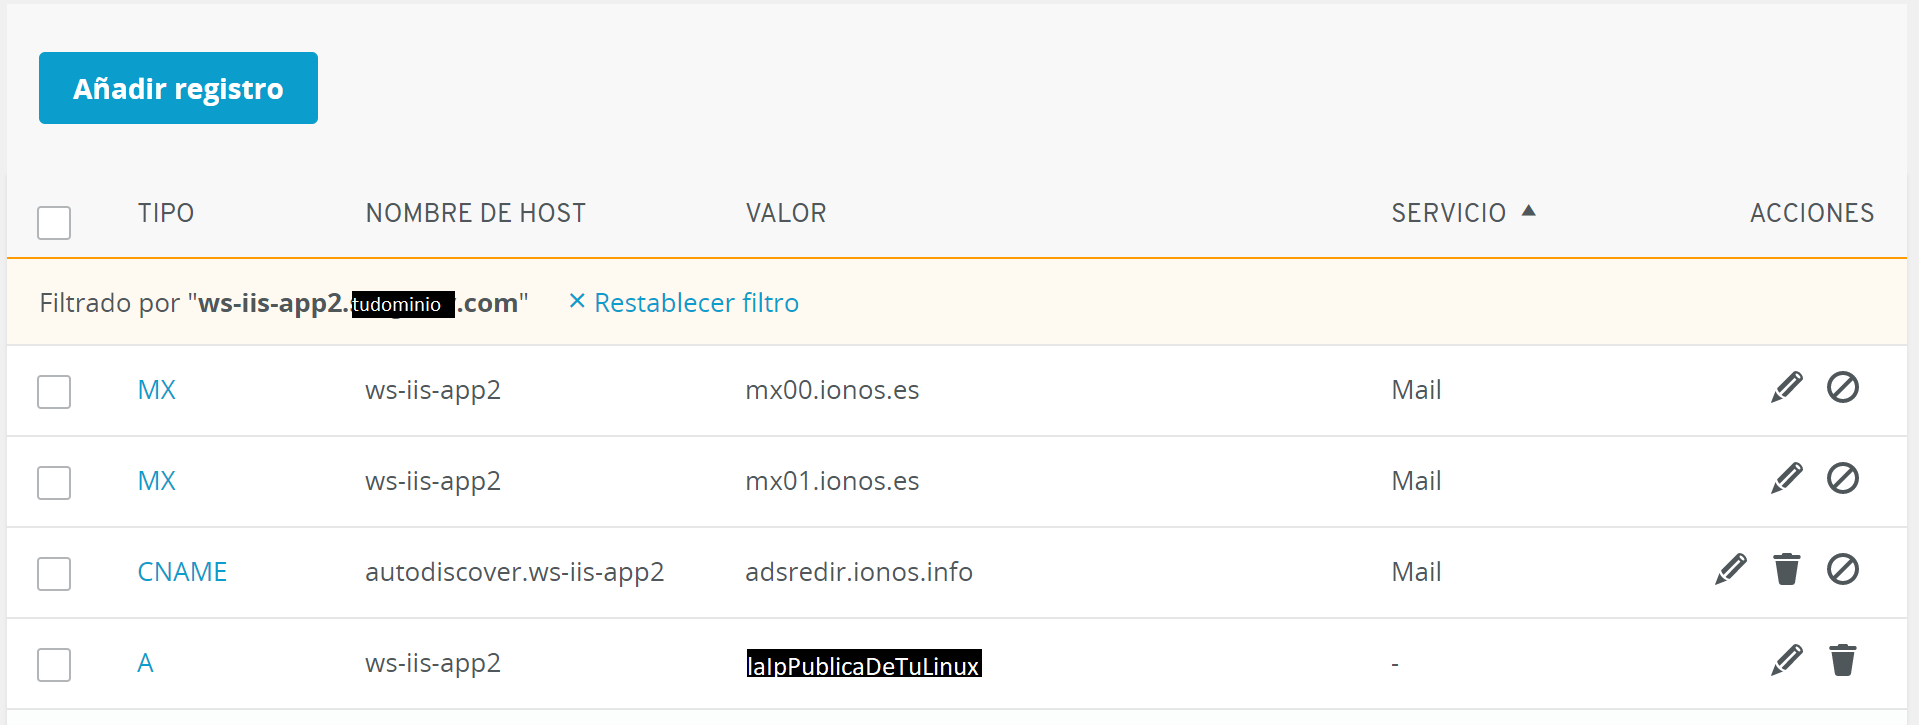 Añadir registro
TIPO NOMBRE DE HOST VALOR SERVICIO ▲ ACCIONES
Filtrado por "ws-iis-app2.tudominio.com" × Restablecer filtro
MX ws-iis-app2 mx00.ionos.es Mail
MX ws-iis-app2 mx01.ionos.es Mail
CNAME autodiscover.ws-iis-app2 adsredir.ionos.info Mail
A ws-iis-app2 laIpPublicaDeTuLinux -